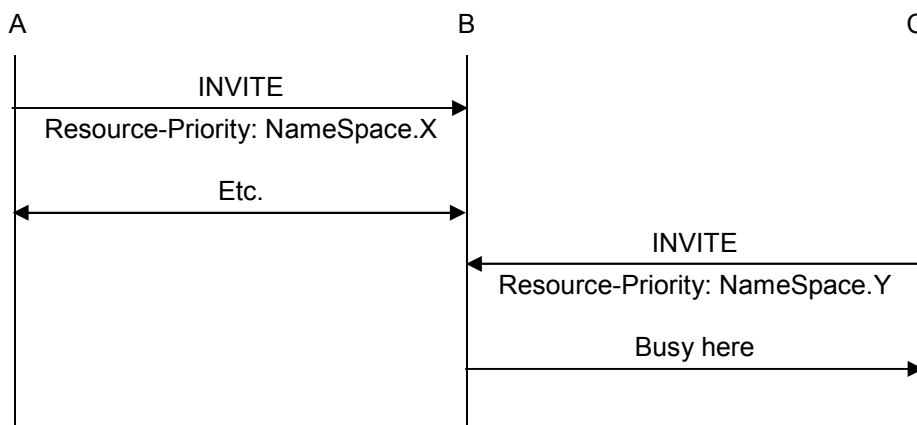 A B C
INVITE
Resource-Priority: NameSpace.X
Etc.
INVITE
Resource-Priority: NameSpace.Y
Busy here